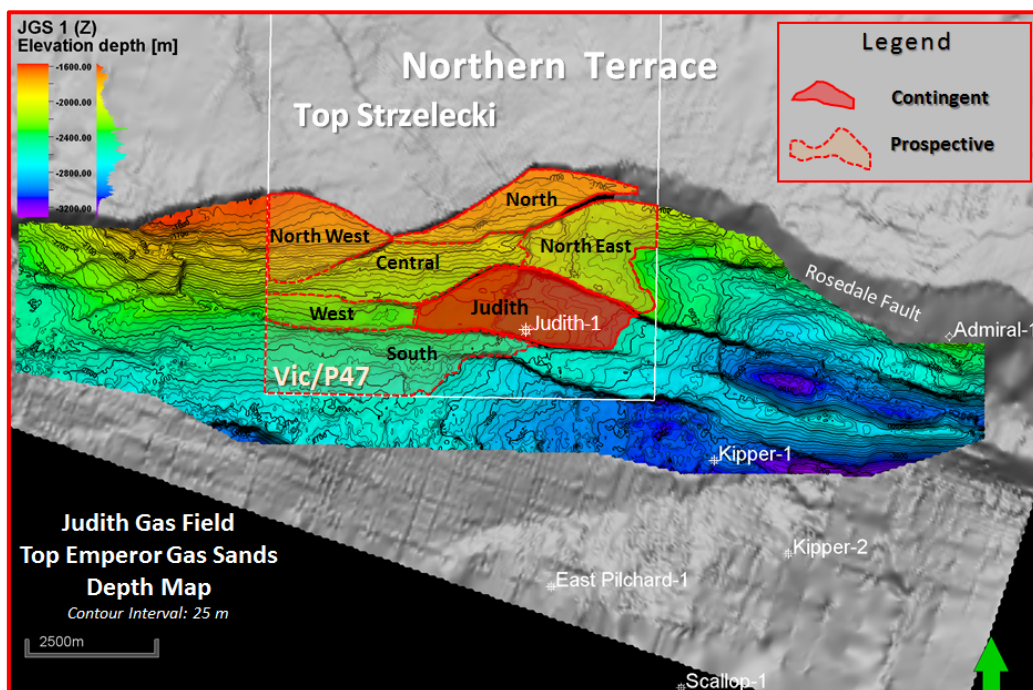 JGS 1 (Z)
Elevation depth [m]
-1600.00
-2000.00
-2400.00
-2800.00
-3200.00
Northern Terrace
Top Strzelecki
Legend
Contingent
Prospective
North
North West
North East
Central
Rosedale Fault
West
Judith
Judith-1
Admiral-1
South
Vic/P47
Kipper-1
Kipper-2
East Pilchard-1
Scallop-1
Judith Gas Field
Top Emperor Gas Sands
Depth Map
Contour Interval: 25 m
2500m